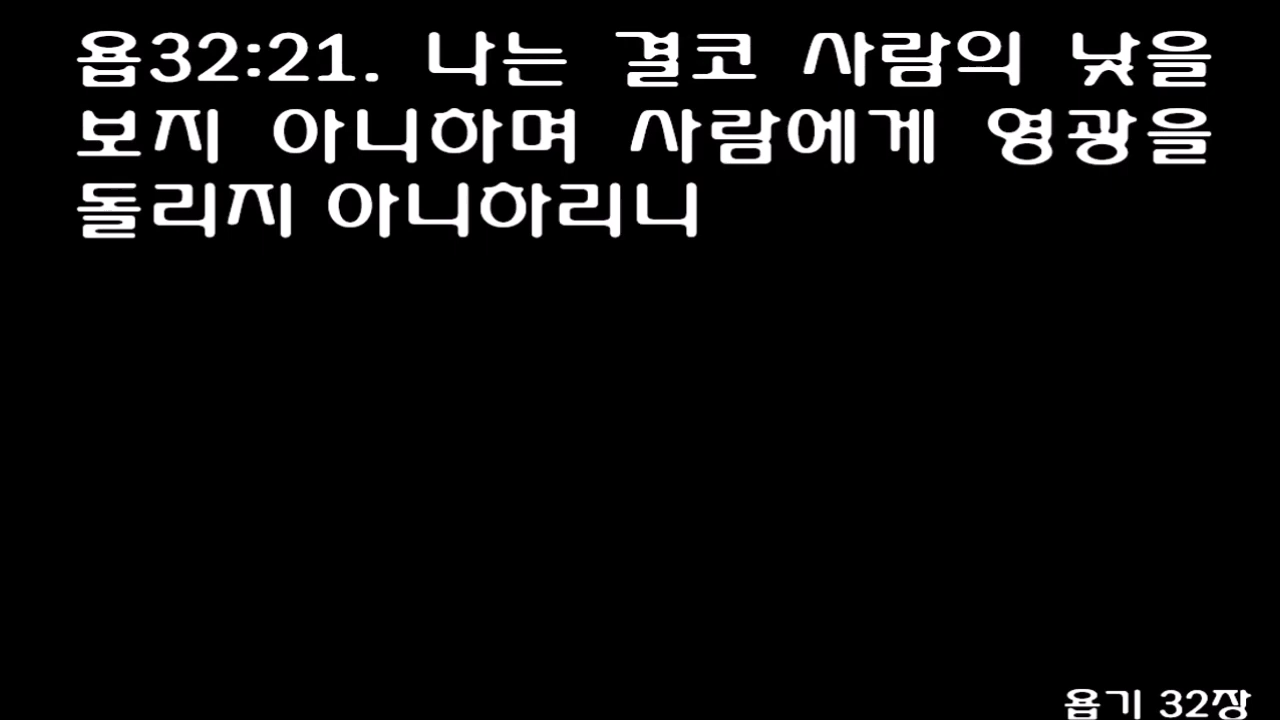 욥32:21. 나는 결코 사람의 낯을
보지 아니하며 사람에게 영광을
돌리지 아니하리니
욥기 32장